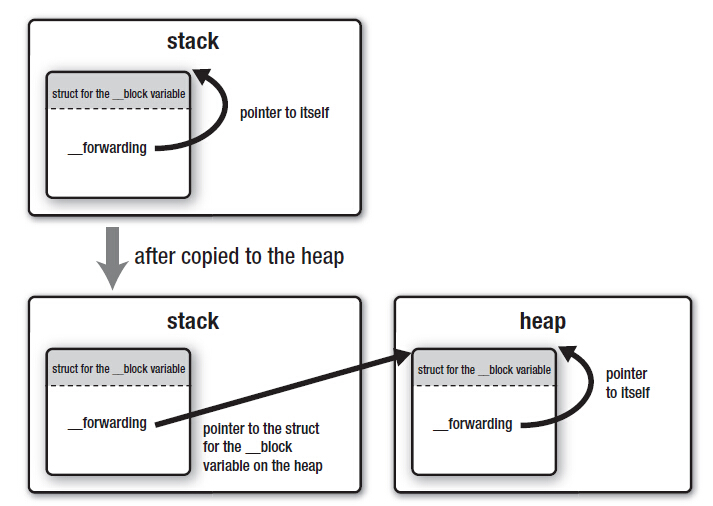 stack
struct for the __block variable
pointer to itself
__forwarding
after copied to the heap
stack
struct for the __block variable
__forwarding
pointer to the struct
for the __block
variable on the heap
heap
struct for the __block variable
pointer
to itself
__forwarding